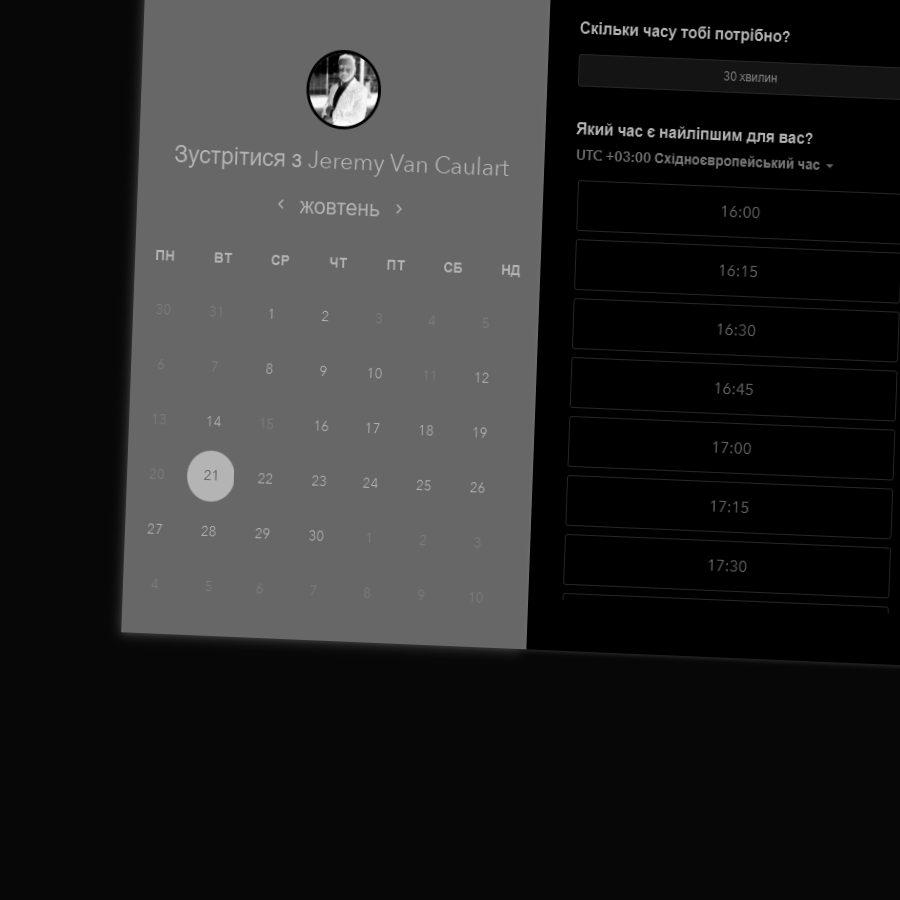 Зустрітися з Jeremy Van Caulart
жовтень
ПН ВТ СР ЧТ ПТ СБ НД
30 31 1 2 3 4 5
6 7 8 9 10 11 12
13 14 15 16 17 18 19
20 21 22 23 24 25 26
27 28 29 30 1 2 3
4 5 6 7 8 9 10
Скільки часу тобі потрібно?
30 хвилин
Який час є найліпшим для вас?
UTC +03:00 Східноєвропейський час
16:00
16:15
16:30
16:45
17:00
17:15
17:30